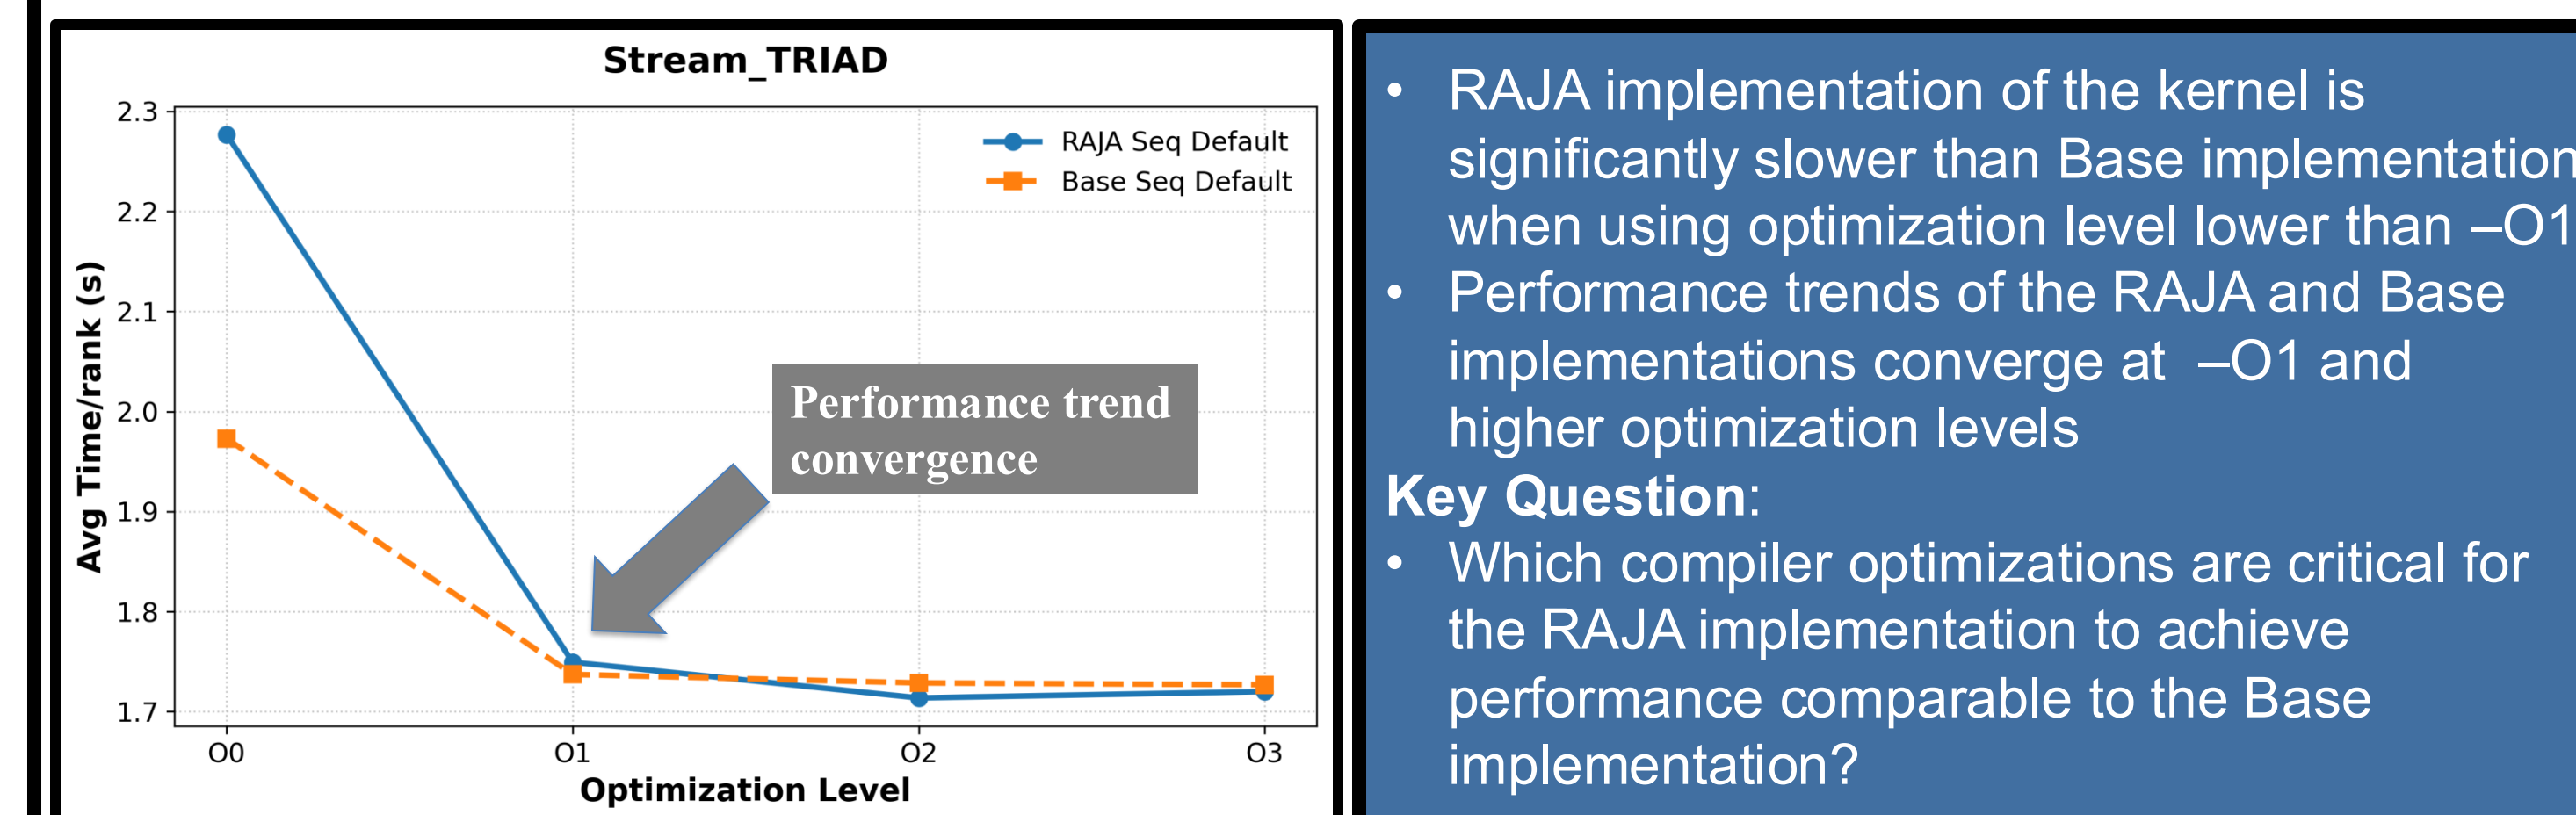 Stream_TRIAD
2.3
2.2
2.1
2.0
1.9
1.8
1.7
Avg Time/rank (s)
RAJA Seq Default
Base Seq Default
Performance trend
convergence
O0 O1 O2 O3
Optimization Level
• RAJA implementation of the kernel is
significantly slower than Base implementation
when using optimization level lower than –O1
• Performance trends of the RAJA and Base
implementations converge at –O1 and
higher optimization levels
Key Question:
• Which compiler optimizations are critical for
the RAJA implementation to achieve
performance comparable to the Base
implementation?